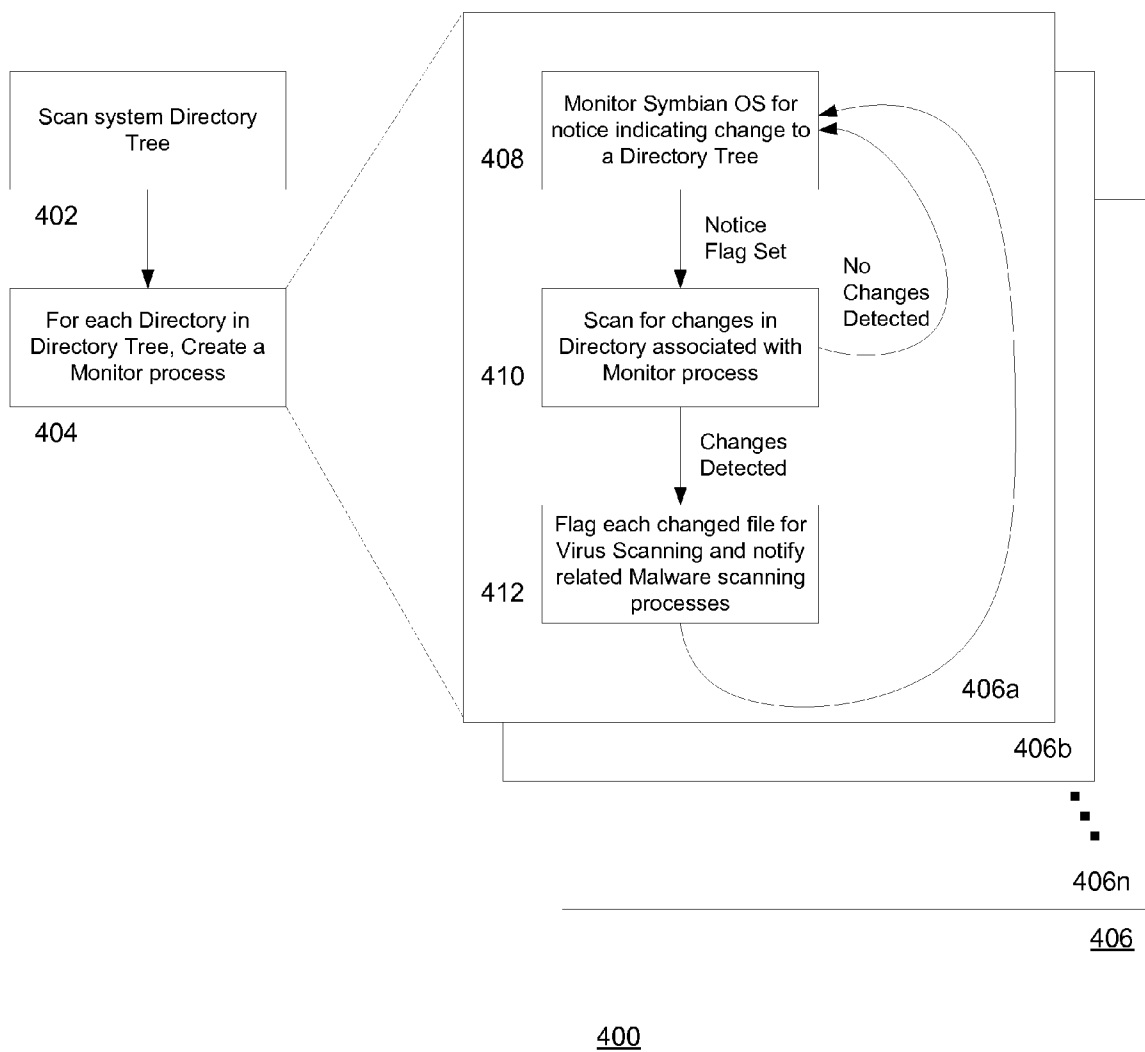 Scan system Directory
Tree
402
For each Directory in
Directory Tree, Create a
Monitor process
404
Monitor Symbian OS for
notice indicating change to
a Directory Tree
408
Notice
Flag Set
No
Changes
Detected
Scan for changes in
Directory associated with
Monitor process
410
Changes
Detected
Flag each changed file for
Virus Scanning and notify
related Malware scanning
processes
412
406a
406b
406n
406
400